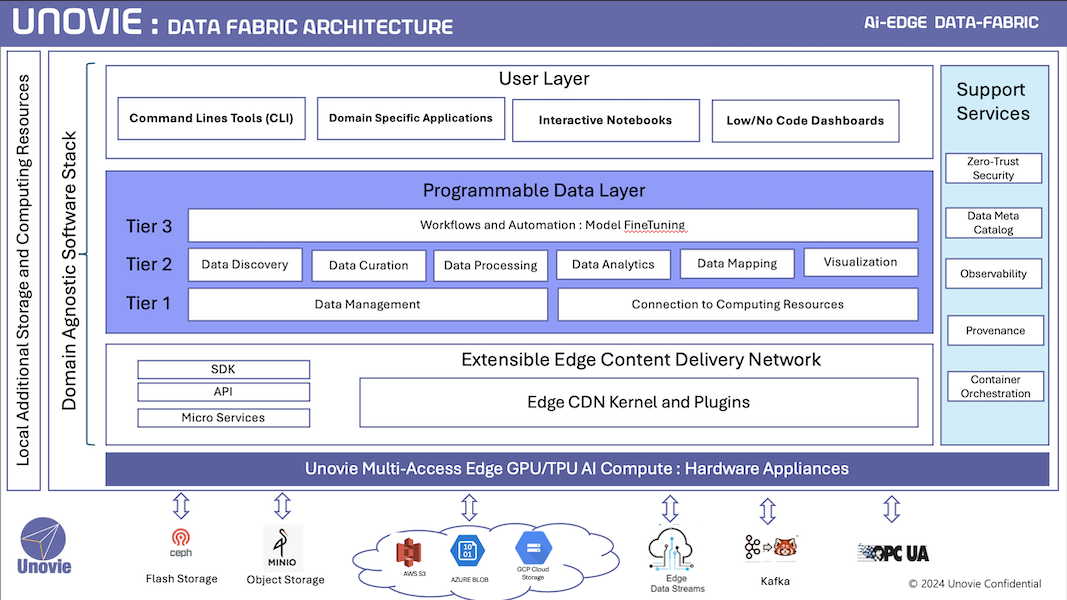 UNOVIE : DATA FABRIC ARCHITECTURE
Ai-EDGE DATA-FABRIC
Local Additional Storage and Computing Resources
Domain Agnostic Software Stack
User Layer
Command Lines Tools (CLI)
Domain Specific Applications
Interactive Notebooks
Low/No Code Dashboards
Programmable Data Layer
Tier 3
Workflows and Automation : Model FineTuning
Tier 2
Data Discovery
Data Curation
Data Processing
Data Analytics
Data Mapping
Visualization
Tier 1
Data Management
Connection to Computing Resources
Extensible Edge Content Delivery Network
SDK
API
Micro Services
Edge CDN Kernel and Plugins
Support
Services
Zero-Trust
Security
Data Meta
Catalog
Observability
Provenance
Container
Orchestration
Unovie Multi-Access Edge GPU/TPU AI Compute : Hardware Appliances
Unovie
ceph
Flash Storage
MINIO
Object Storage
AWS S3
10
01
AZURE BLOB
GCP Cloud
Storage
Edge
Data Streams
Kafka
OPC UA
© 2024 Unovie Confidential